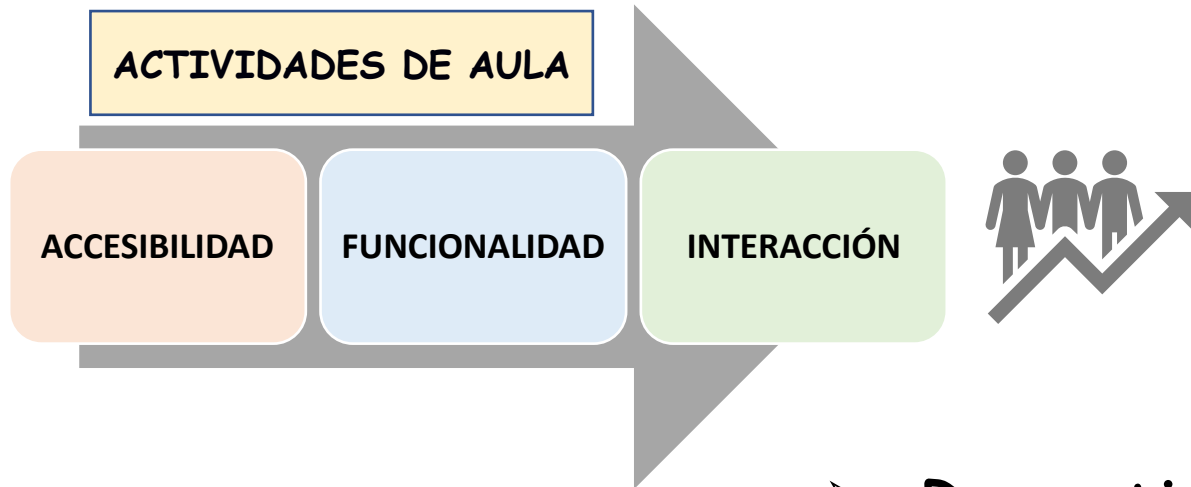 ACTIVIDADES DE AULA
ACCESIBILIDAD
FUNCIONALIDAD
INTERACCIÓN